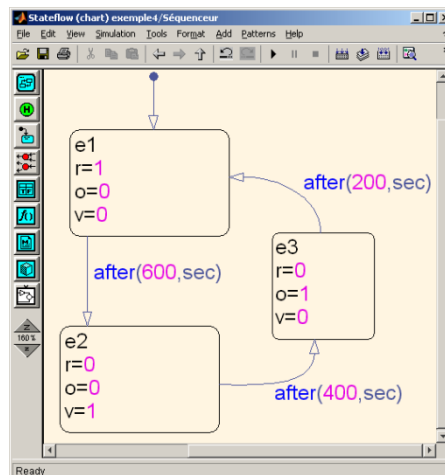 Stateflow (chart) exemple4/Séquenceur
File Edit View Simulation Tools Format Add Patterns Help
e1
r=1
o=0
v=0
after(200,sec)
after(600,sec)
e3
r=0
o=1
v=0
e2
r=0
o=0
v=1
after(400,sec)
160%
Ready